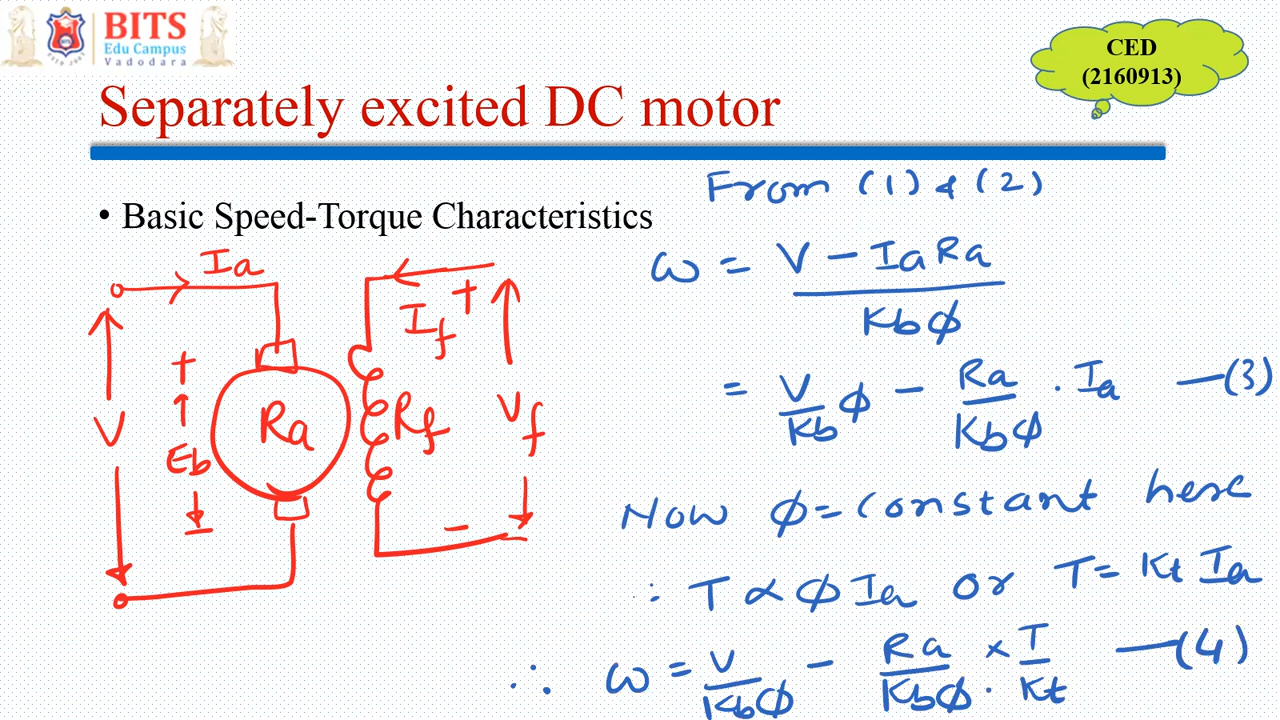 BITS
Edu Campus
Vadodara
CED
(2160913)
Separately excited DC motor
• Basic Speed-Torque Characteristics
Ia
V
+
Eb
Ra
If
+
Rf
Vf
-
From (1) & (2)
ω = V - IaRa / Kbϕ
= V/Kb ϕ - Ra/Kbϕ . Ia —(3)
Now ϕ = constant here
∴ T ∝ ϕ Ia or T = Kt Ia
∴ ω = V/Kbϕ - Ra/Kbϕ . × T/Kt —(4)